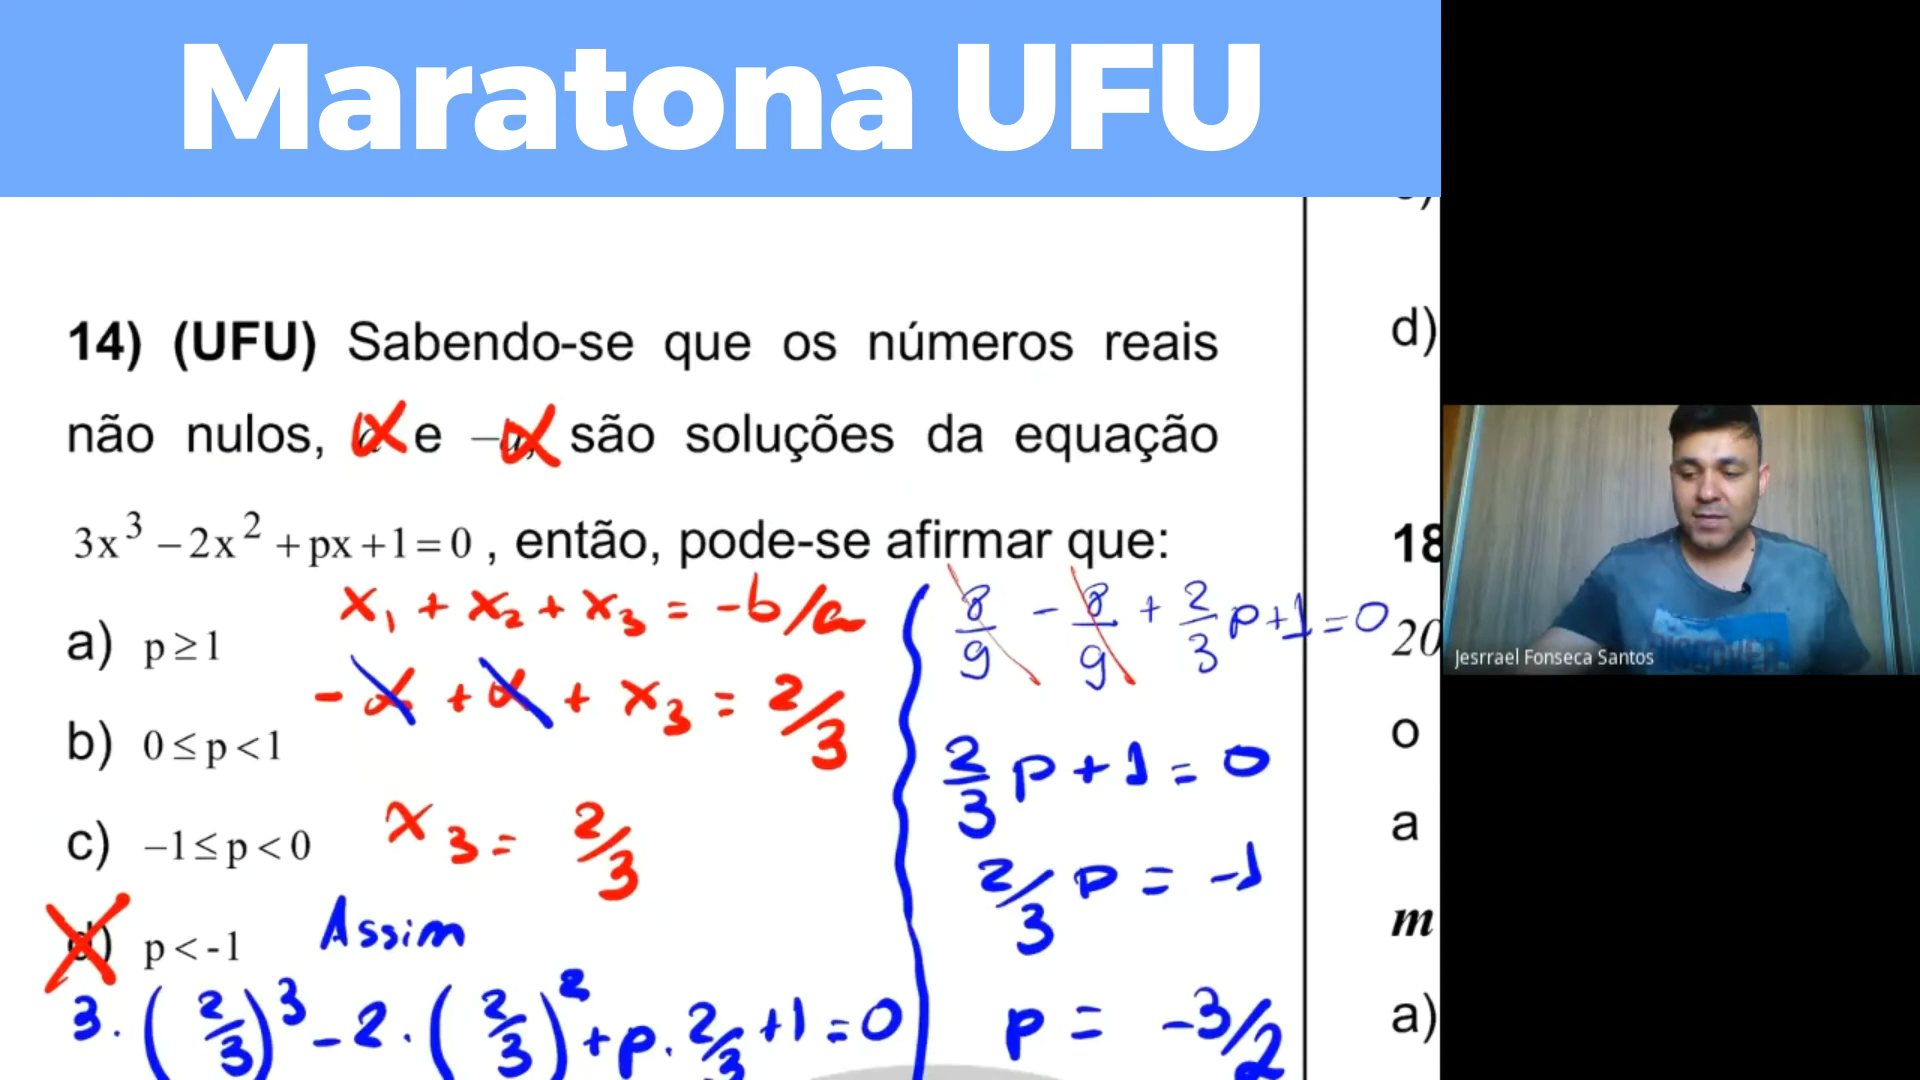 Maratona UFU
14) (UFU) Sabendo-se que os números reais
não nulos, α e –α são soluções da equação
3x³ – 2x² + px + 1 = 0 , então, pode-se afirmar que:
a) p ≥ 1
b) 0 ≤ p < 1
c) –1 ≤ p < 0
d) p < -1
x₁ + x₂ + x₃ = -b/a
-α + α + x₃ = 2/3
x₃ = 2/3
Assim
3.(2/3)³ - 2.(2/3)² + p. 2/3 + 1 = 0
8/9 - 8/9 + 2/3 p + 1 = 0
2/3 p + 1 = 0
2/3 p = -1
p = -3/2
d)
18
20
o
a
m
a)
Jesrrael Fonseca Santos
DISCOVER